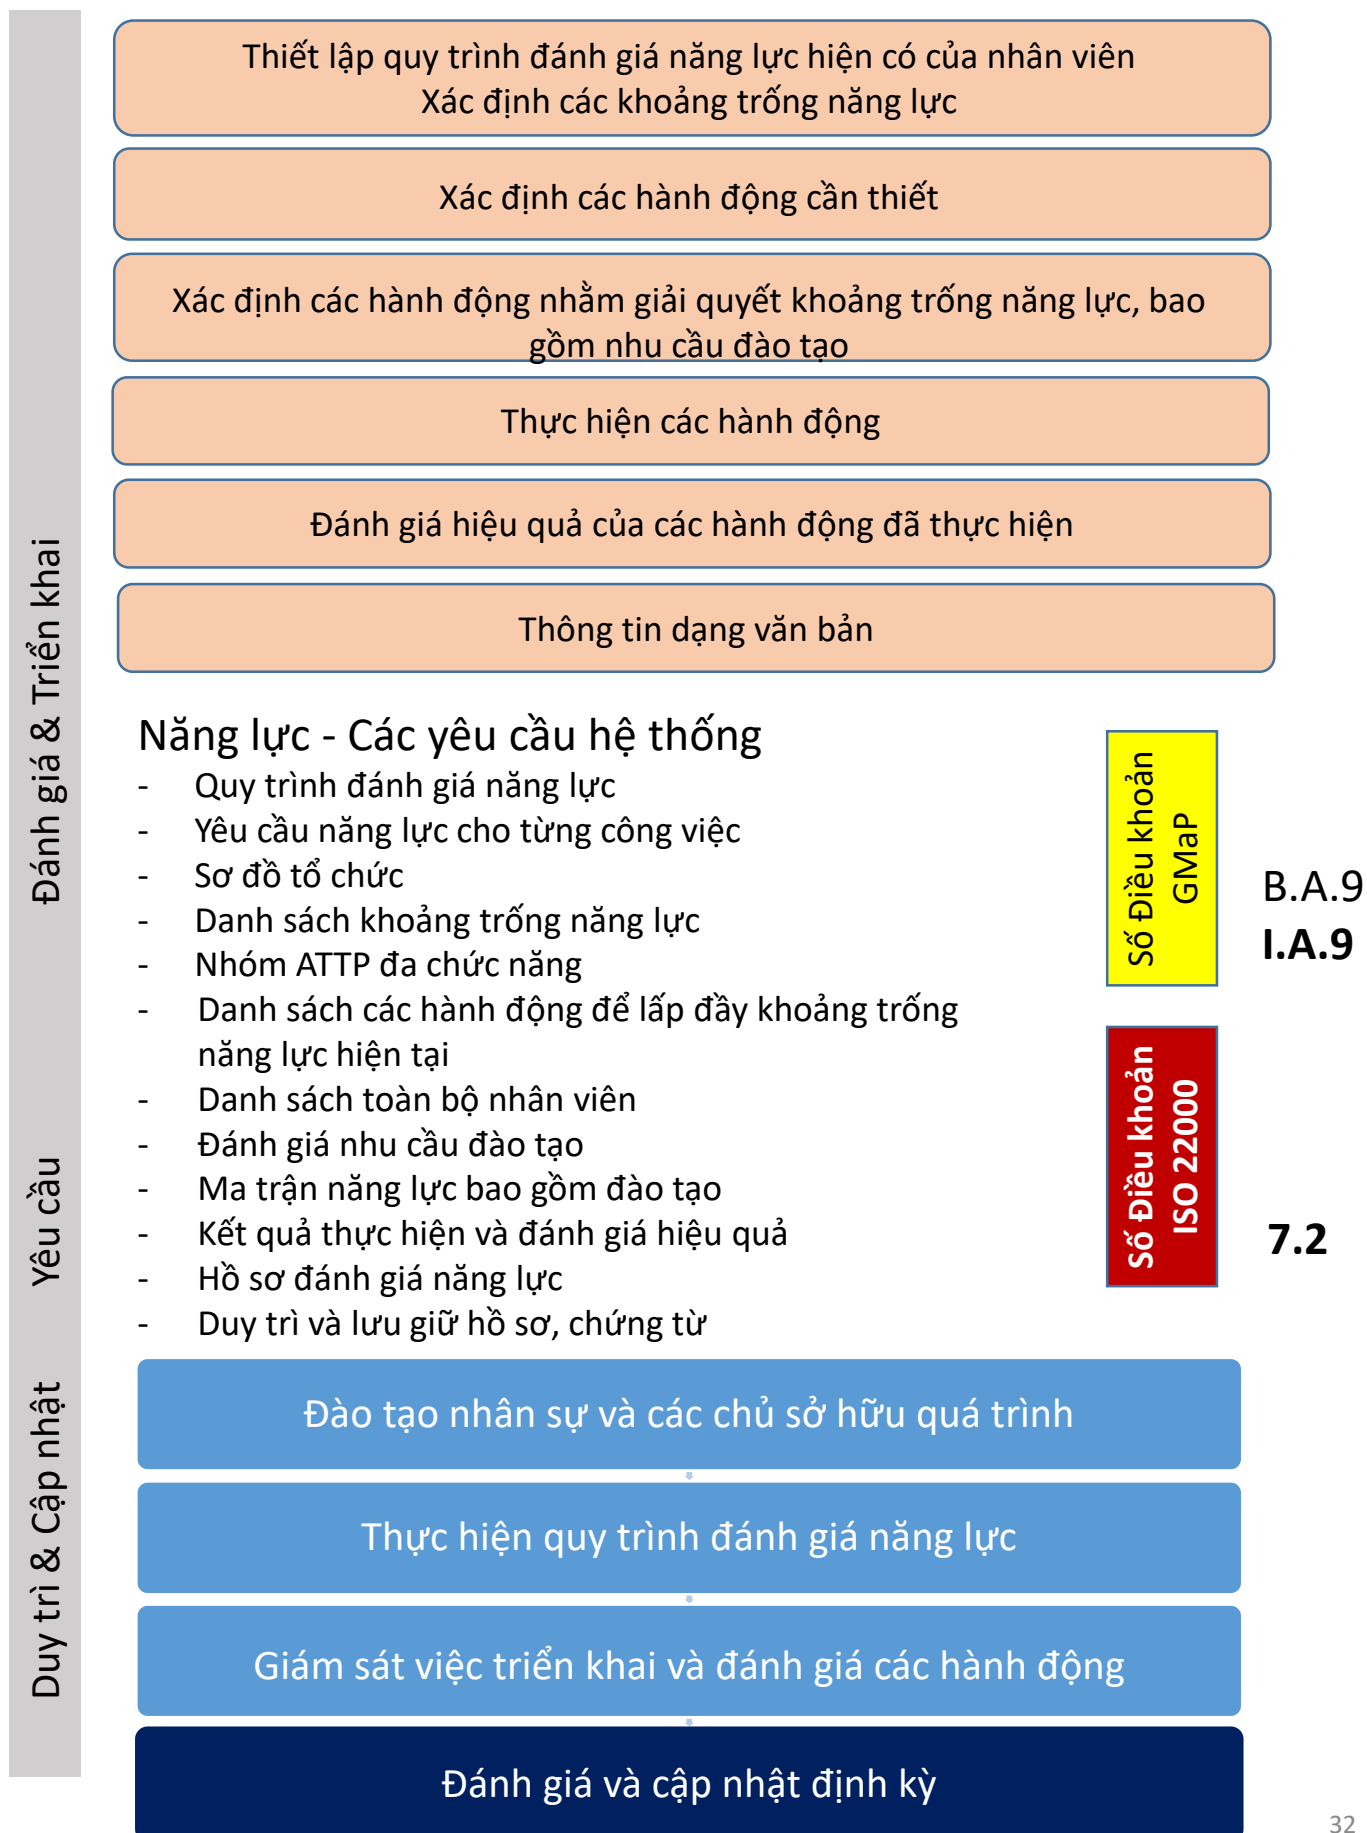 Thiết lập quy trình đánh giá năng lực hiện có của nhân viên
Xác định các khoảng trống năng lực
Xác định các hành động cần thiết
Xác định các hành động nhằm giải quyết khoảng trống năng lực, bao
gồm nhu cầu đào tạo
Thực hiện các hành động
Đánh giá hiệu quả của các hành động đã thực hiện
Thông tin dạng văn bản
Đánh giá & Triển khai
Năng lực - Các yêu cầu hệ thống
- Quy trình đánh giá năng lực
- Yêu cầu năng lực cho từng công việc
- Sơ đồ tổ chức
- Danh sách khoảng trống năng lực
- Nhóm ATTP đa chức năng
- Danh sách các hành động để lấp đầy khoảng trống
năng lực hiện tại
- Danh sách toàn bộ nhân viên
- Đánh giá nhu cầu đào tạo
- Ma trận năng lực bao gồm đào tạo
- Kết quả thực hiện và đánh giá hiệu quả
- Hồ sơ đánh giá năng lực
- Duy trì và lưu giữ hồ sơ, chứng từ
Số Điều khoản
GMaP
B.A.9
I.A.9
Số Điều khoản
ISO 22000
7.2
Yêu cầu
Duy trì & Cập nhật
Đào tạo nhân sự và các chủ sở hữu quá trình
Thực hiện quy trình đánh giá năng lực
Giám sát việc triển khai và đánh giá các hành động
Đánh giá và cập nhật định kỳ
32